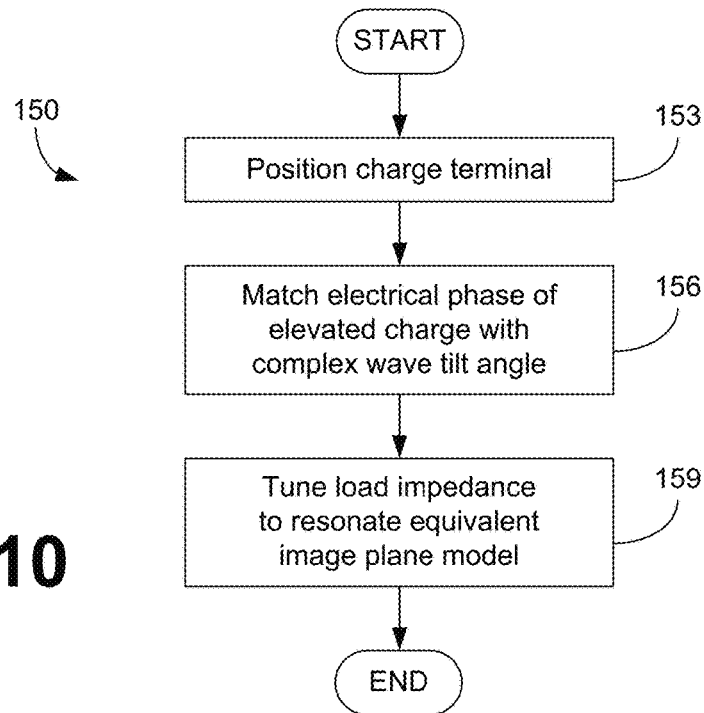 START
150
153
Position charge terminal
156
Match electrical phase of
elevated charge with
complex wave tilt angle
159
Tune load impedance
to resonate equivalent
image plane model
10
END